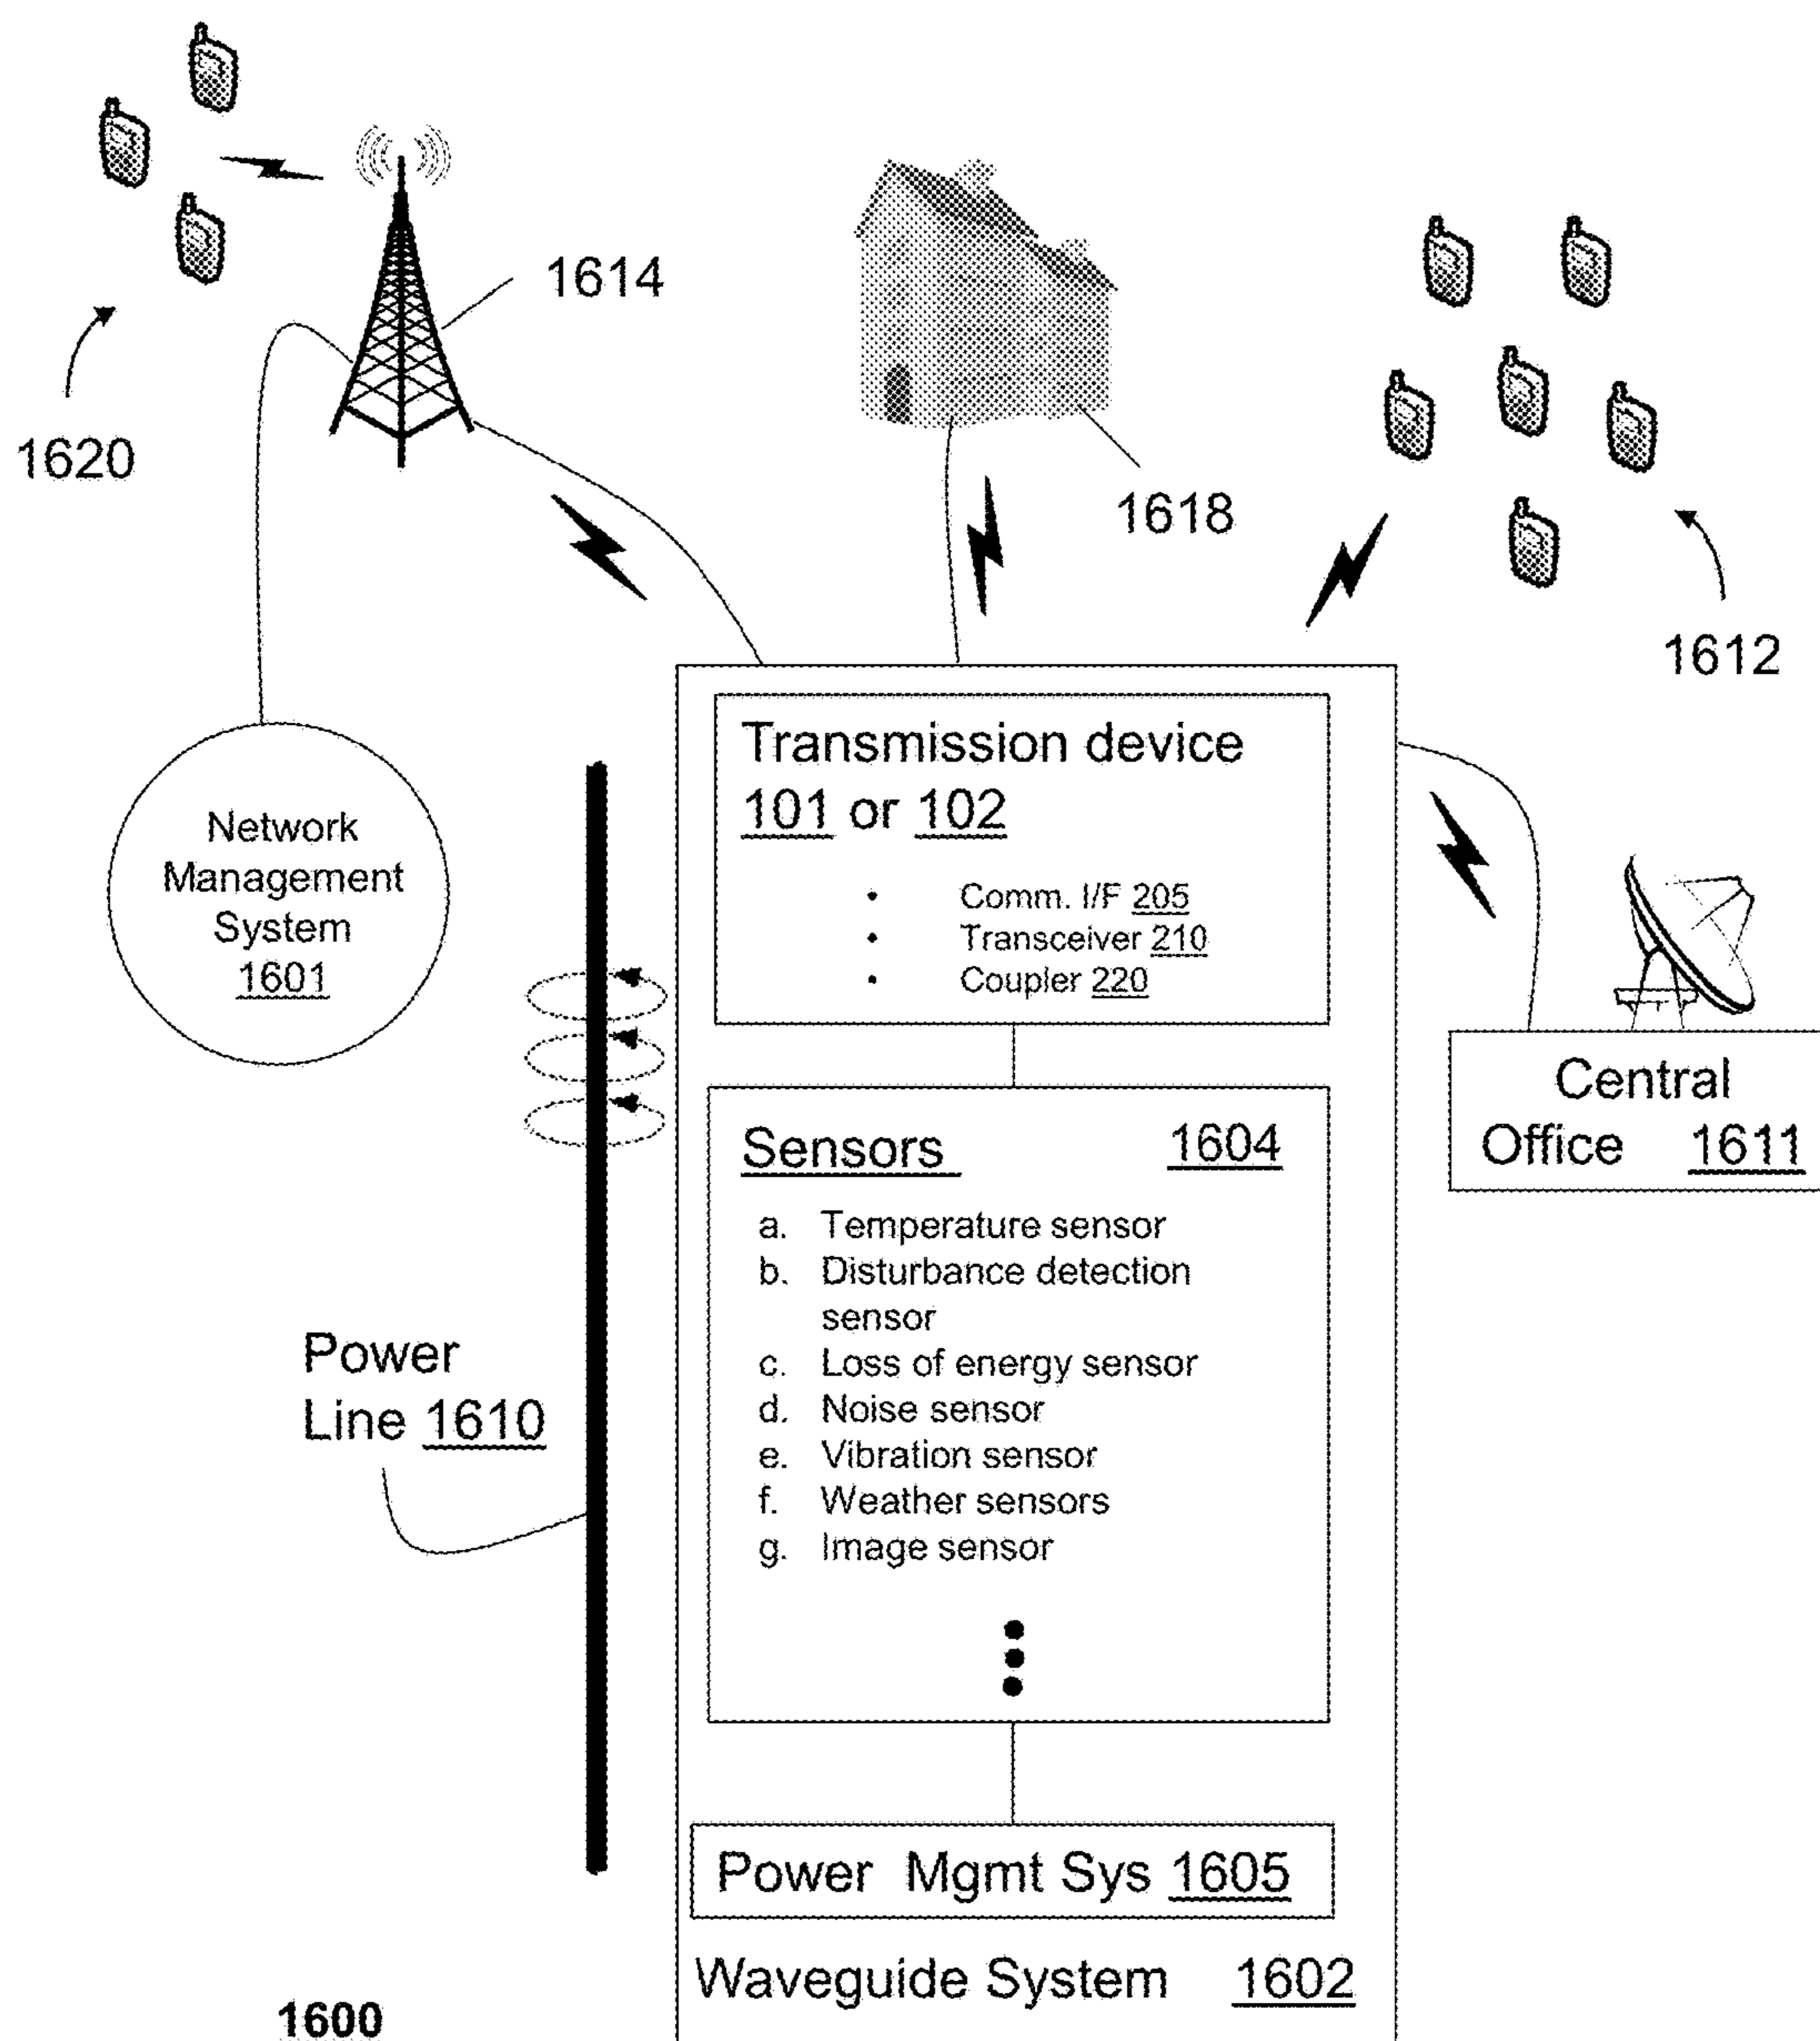 1614
1620
1618
1612
Network
Management
System
1601
Transmission device
101 or 102
• Comm. I/F 205
• Transceiver 210
• Coupler 220
Central
Office 1611
Sensors 1604
a. Temperature sensor
b. Disturbance detection
sensor
c. Loss of energy sensor
d. Noise sensor
e. Vibration sensor
f. Weather sensors
g. Image sensor
Power
Line 1610
Power Mgmt Sys 1605
Waveguide System 1602
1600